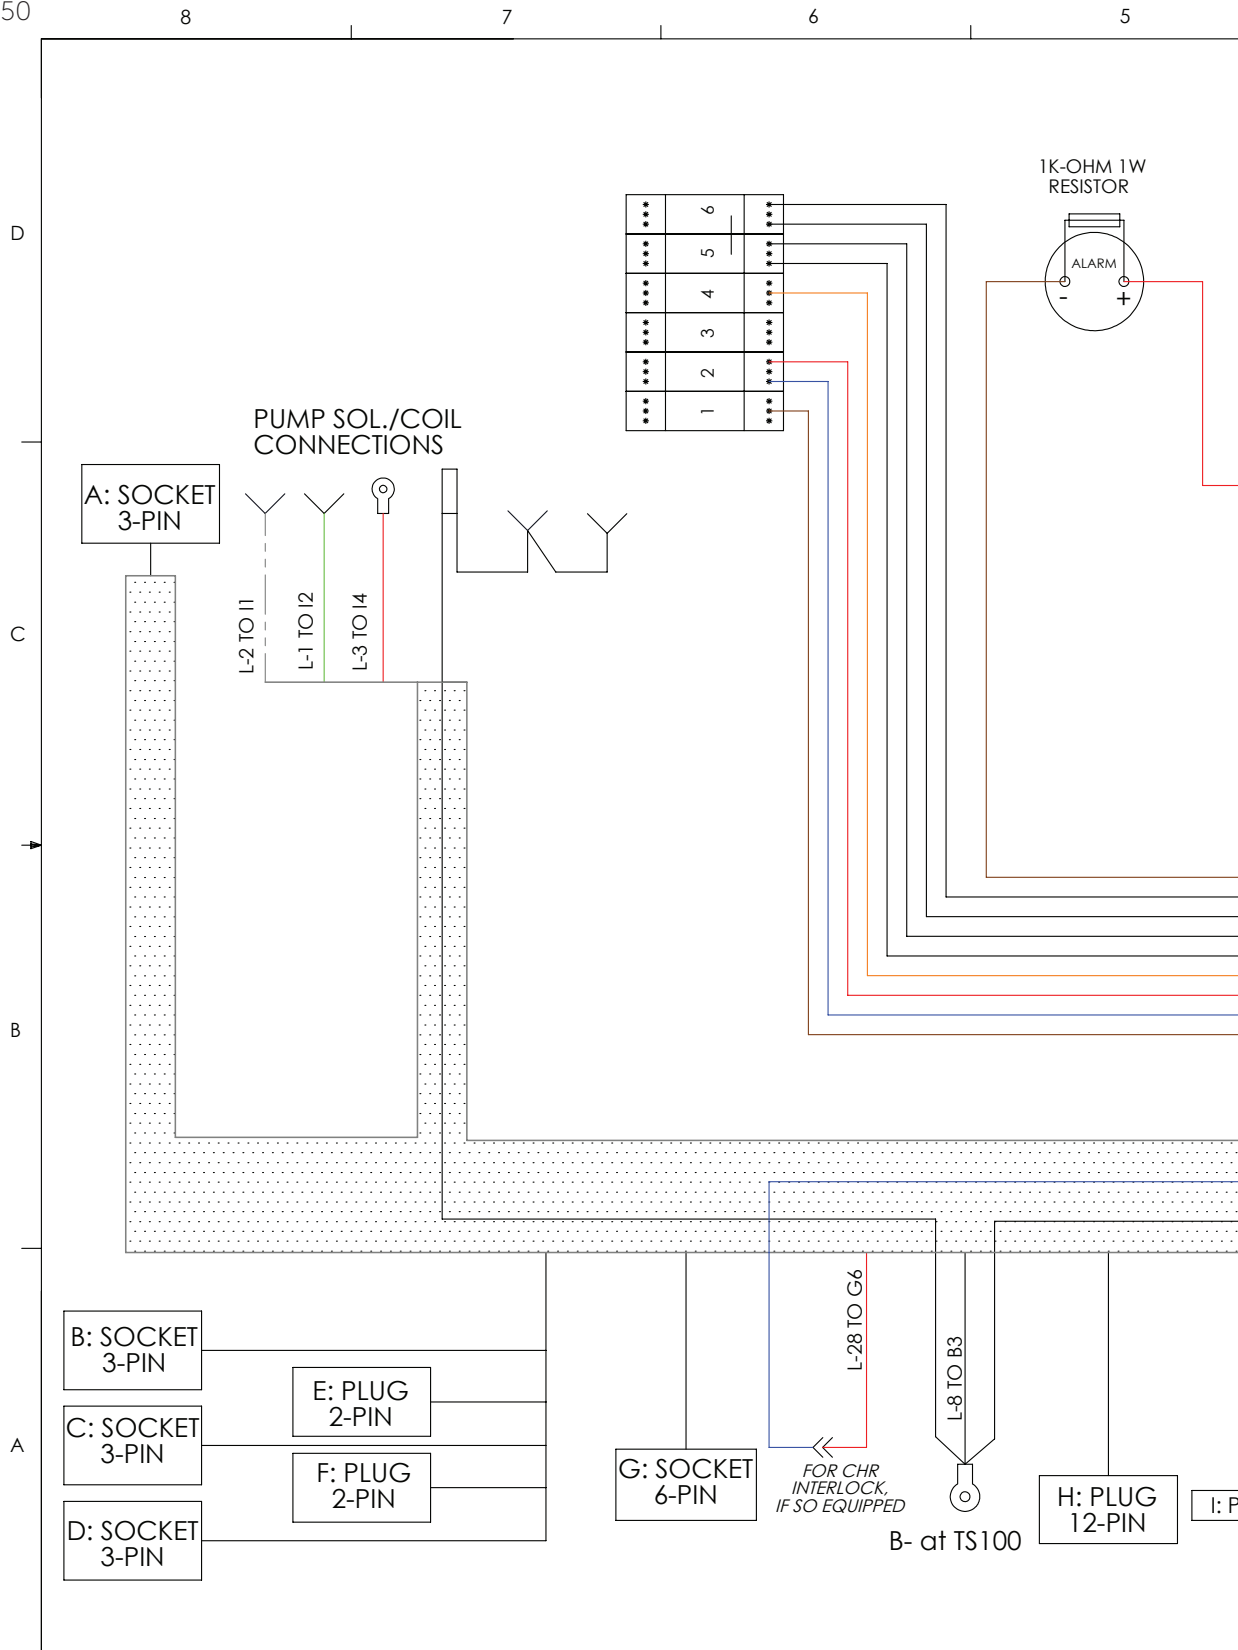 50
8
7
6
5
1K-OHM 1W
RESISTOR
D
6
5
4
3
2
1
ALARM
-
+
PUMP SOL./COIL
CONNECTIONS
A: SOCKET
3-PIN
L-2 TO I1
L-1 TO I2
L-3 TO I4
C
B
L-28 TO G6
L-8 TO B3
B: SOCKET
3-PIN
E: PLUG
2-PIN
C: SOCKET
3-PIN
A
F: PLUG
2-PIN
D: SOCKET
3-PIN
G: SOCKET
6-PIN
FOR CHR
INTERLOCK,
IF SO EQUIPPED
B- at TS100
H: PLUG
12-PIN
I: P